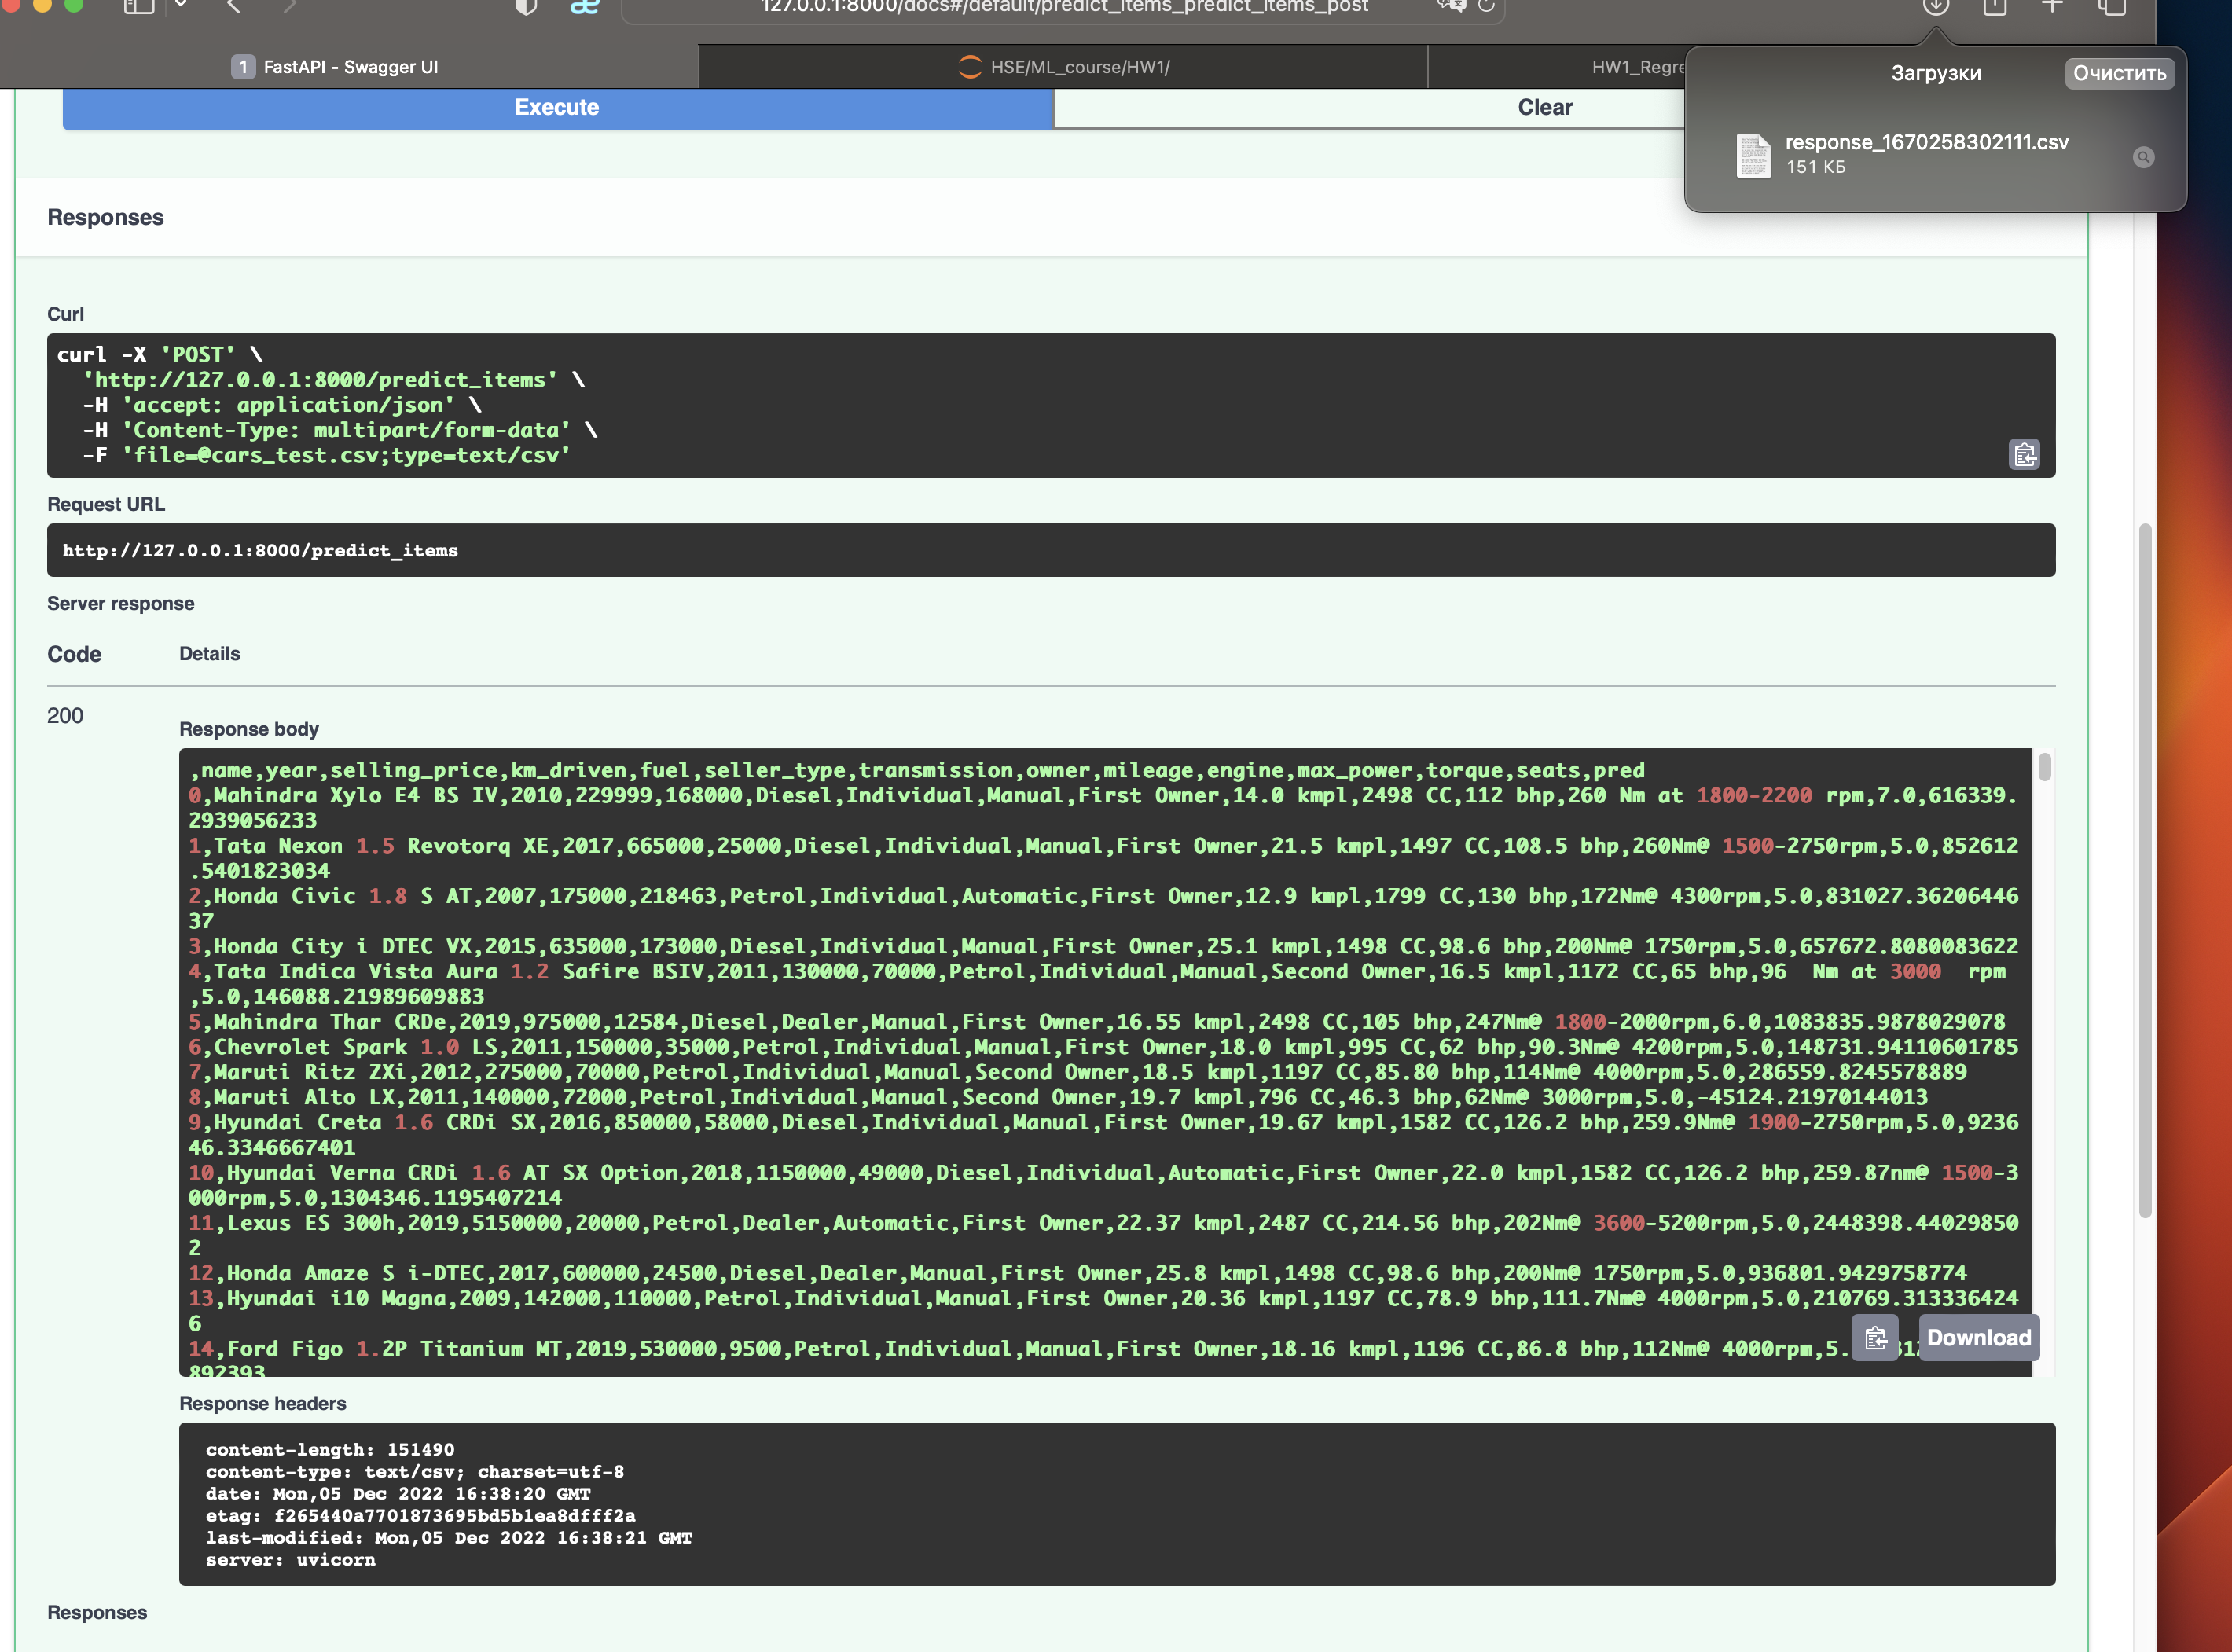 127.0.0.1:8000/docs#/default/predict_items_predict_items_post
1 FastAPI - Swagger UI
HSE/ML_course/HW1/
HW1_Regre
Загрузки
Очистить
response_1670258302111.csv
151 КБ
Execute
Clear
Responses
Curl
curl -X 'POST' \
  'http://127.0.0.1:8000/predict_items' \
  -H 'accept: application/json' \
  -H 'Content-Type: multipart/form-data' \
  -F 'file=@cars_test.csv;type=text/csv'
Request URL
http://127.0.0.1:8000/predict_items
Server response
Code Details
200
Response body
,name,year,selling_price,km_driven,fuel,seller_type,transmission,owner,mileage,engine,max_power,torque,seats,pred
0,Mahindra Xylo E4 BS IV,2010,229999,168000,Diesel,Individual,Manual,First Owner,14.0 kmpl,2498 CC,112 bhp,260 Nm at 1800-2200 rpm,7.0,616339.
2939056233
1,Tata Nexon 1.5 Revotorq XE,2017,665000,25000,Diesel,Individual,Manual,First Owner,21.5 kmpl,1497 CC,108.5 bhp,260Nm@ 1500-2750rpm,5.0,852612
.5401823034
2,Honda Civic 1.8 S AT,2007,175000,218463,Petrol,Individual,Automatic,First Owner,12.9 kmpl,1799 CC,130 bhp,172Nm@ 4300rpm,5.0,831027.36206446
37
3,Honda City i DTEC VX,2015,635000,173000,Diesel,Individual,Manual,First Owner,25.1 kmpl,1498 CC,98.6 bhp,200Nm@ 1750rpm,5.0,657672.8080083622
4,Tata Indica Vista Aura 1.2 Safire BSIV,2011,130000,70000,Petrol,Individual,Manual,Second Owner,16.5 kmpl,1172 CC,65 bhp,96  Nm at 3000  rpm
,5.0,146088.21989609883
5,Mahindra Thar CRDe,2019,975000,12584,Diesel,Dealer,Manual,First Owner,16.55 kmpl,2498 CC,105 bhp,247Nm@ 1800-2000rpm,6.0,1083835.9878029078
6,Chevrolet Spark 1.0 LS,2011,150000,35000,Petrol,Individual,Manual,First Owner,18.0 kmpl,995 CC,62 bhp,90.3Nm@ 4200rpm,5.0,148731.94110601785
7,Maruti Ritz ZXi,2012,275000,70000,Petrol,Individual,Manual,Second Owner,18.5 kmpl,1197 CC,85.80 bhp,114Nm@ 4000rpm,5.0,286559.8245578889
8,Maruti Alto LX,2011,140000,72000,Petrol,Individual,Manual,Second Owner,19.7 kmpl,796 CC,46.3 bhp,62Nm@ 3000rpm,5.0,-45124.21970144013
9,Hyundai Creta 1.6 CRDi SX,2016,850000,58000,Diesel,Individual,Manual,First Owner,19.67 kmpl,1582 CC,126.2 bhp,259.9Nm@ 1900-2750rpm,5.0,9236
46.3346667401
10,Hyundai Verna CRDi 1.6 AT SX Option,2018,1150000,49000,Diesel,Individual,Automatic,First Owner,22.0 kmpl,1582 CC,126.2 bhp,259.87nm@ 1500-3
000rpm,5.0,1304346.1195407214
11,Lexus ES 300h,2019,5150000,20000,Petrol,Dealer,Automatic,First Owner,22.37 kmpl,2487 CC,214.56 bhp,202Nm@ 3600-5200rpm,5.0,2448398.44029850
2
12,Honda Amaze S i-DTEC,2017,600000,24500,Diesel,Dealer,Manual,First Owner,25.8 kmpl,1498 CC,98.6 bhp,200Nm@ 1750rpm,5.0,936801.9429758774
13,Hyundai i10 Magna,2009,142000,110000,Petrol,Individual,Manual,First Owner,20.36 kmpl,1197 CC,78.9 bhp,111.7Nm@ 4000rpm,5.0,210769.313336424
6
14,Ford Figo 1.2P Titanium MT,2019,530000,9500,Petrol,Individual,Manual,First Owner,18.16 kmpl,1196 CC,86.8 bhp,112Nm@ 4000rpm,5.
892393
Download
Response headers
content-length: 151490
content-type: text/csv; charset=utf-8
date: Mon,05 Dec 2022 16:38:20 GMT
etag: f265440a7701873695bd5b1ea8dfff2a
last-modified: Mon,05 Dec 2022 16:38:21 GMT
server: uvicorn
Responses